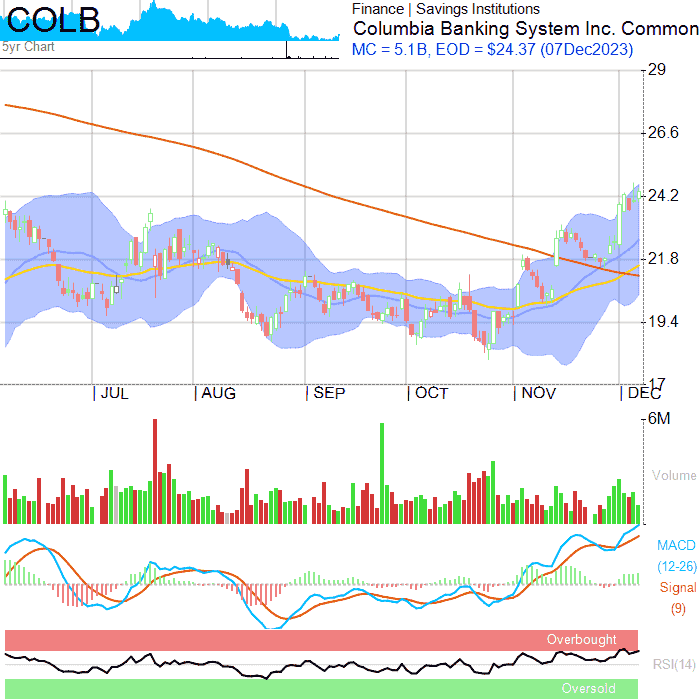 COLB
5yr Chart
Finance | Savings Institutions
Columbia Banking System Inc. Common
MC = 5.1B, EOD = $24.37 (07Dec2023)
29
26.6
24.2
21.8
19.4
17
JUL AUG SEP OCT NOV DEC
6M
Volume
MACD
(12-26)
Signal
(9)
Overbought
RSI(14)
Oversold